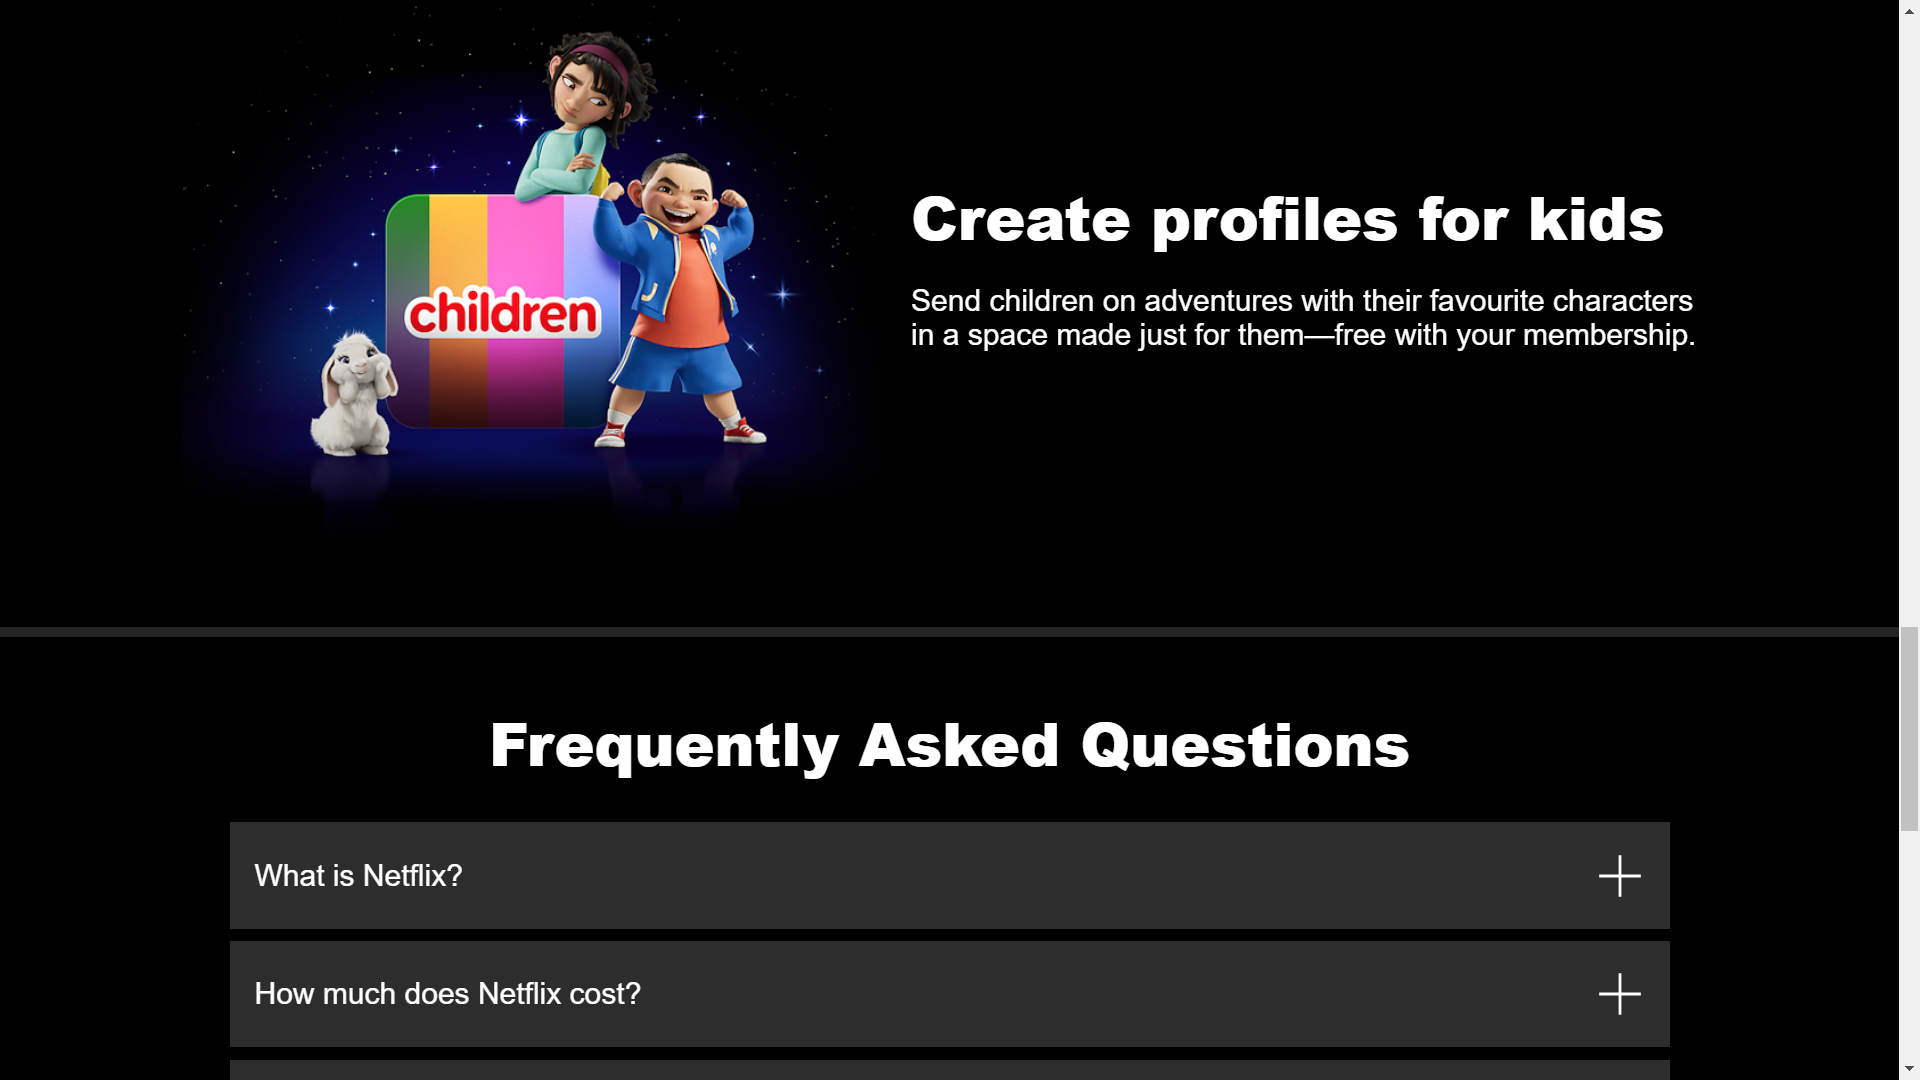 children
Create profiles for kids
Send children on adventures with their favourite characters
in a space made just for them—free with your membership.
Frequently Asked Questions
What is Netflix?
How much does Netflix cost?